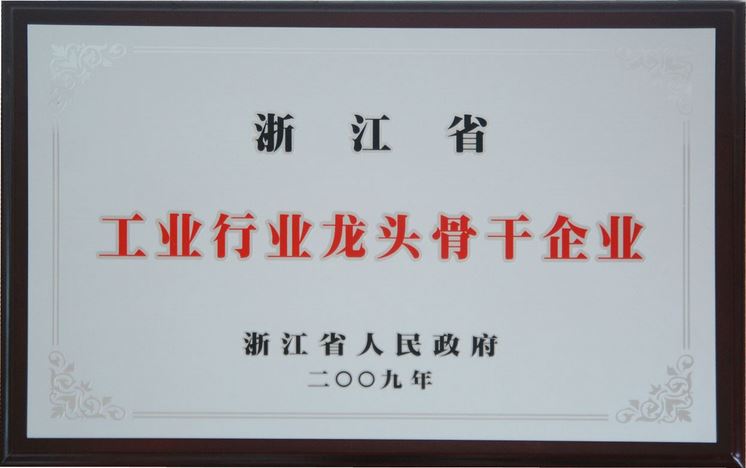 浙江省
工业行业龙头骨干企业
浙江省人民政府
二〇〇九年